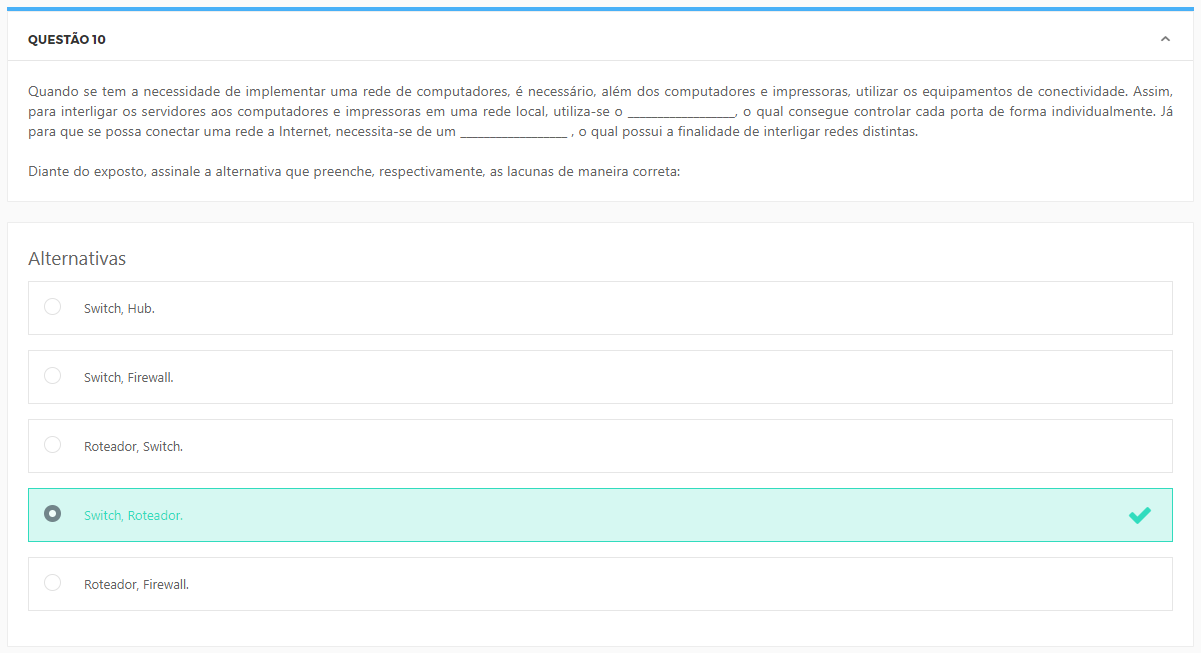 QUESTÃO 10
Quando se tem a necessidade de implementar uma rede de computadores, é necessário, além dos computadores e impressoras, utilizar os equipamentos de conectividade. Assim,
para interligar os servidores aos computadores e impressoras em uma rede local, utiliza-se o _________________, o qual consegue controlar cada porta de forma individualmente. Já
para que se possa conectar uma rede a Internet, necessita-se de um _________________ , o qual possui a finalidade de interligar redes distintas.
Diante do exposto, assinale a alternativa que preenche, respectivamente, as lacunas de maneira correta:
Alternativas
Switch, Hub.
Switch, Firewall.
Roteador, Switch.
Switch, Roteador.
Roteador, Firewall.